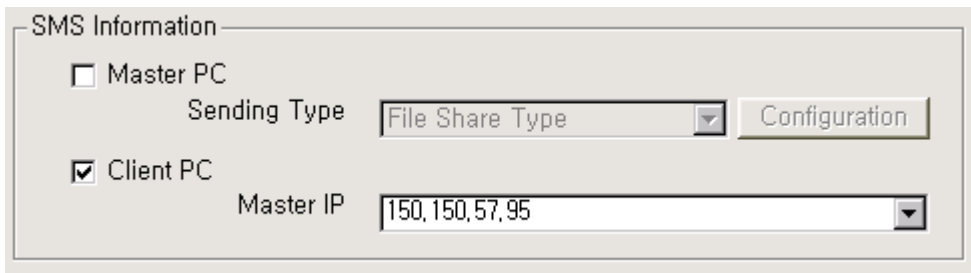 SMS Information
Master PC
Sending Type File Share Type Configuration
Client PC
Master IP 150,150,57,95